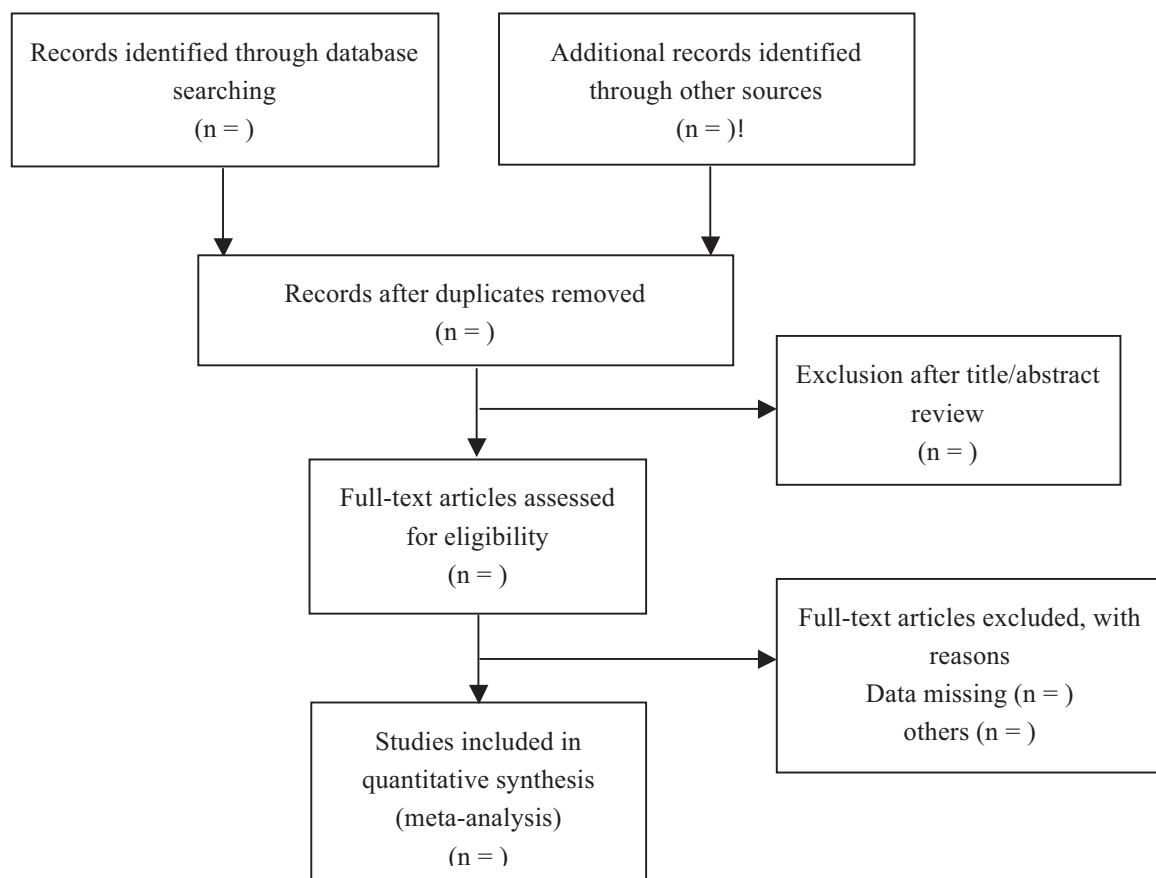 Records identified through database
searching
(n = )
Additional records identified
through other sources
(n = )!
Records after duplicates removed
(n = )
Exclusion after title/abstract
review
(n = )
Full-text articles assessed
for eligibility
(n = )
Full-text articles excluded, with
reasons
Data missing (n = )
others (n = )
Studies included in
quantitative synthesis
(meta-analysis)
(n = )